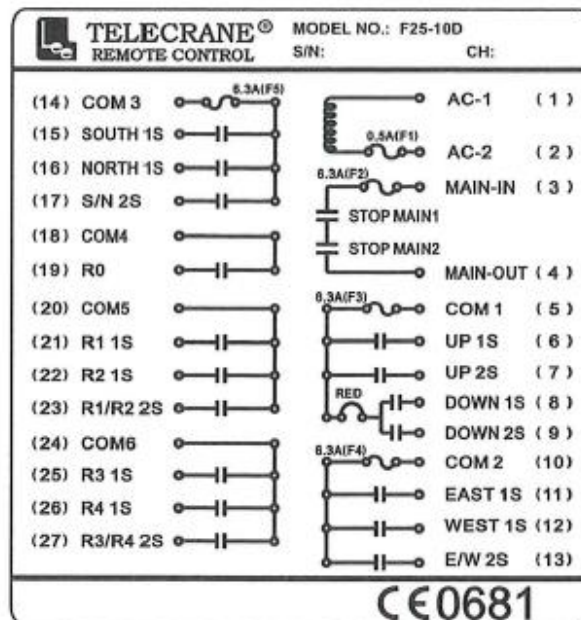 TELECRANE®
REMOTE CONTROL
MODEL NO.: F25-10D
S/N: CH:
(14) COM 3
6.3A(F5)
(15) SOUTH 1S
(16) NORTH 1S
(17) S/N 2S
(18) COM4
(19) R0
(20) COM5
(21) R1 1S
(22) R2 1S
(23) R1/R2 2S
(24) COM6
(25) R3 1S
(26) R4 1S
(27) R3/R4 2S
AC-1 (1)
0.5A(F1)
AC-2 (2)
6.3A(F2)
MAIN-IN (3)
STOP MAIN1
STOP MAIN2
MAIN-OUT (4)
6.3A(F3)
COM 1 (5)
UP 1S (6)
UP 2S (7)
RED
DOWN 1S (8)
DOWN 2S (9)
6.3A(F4)
COM 2 (10)
EAST 1S (11)
WEST 1S (12)
E/W 2S (13)
CE0681